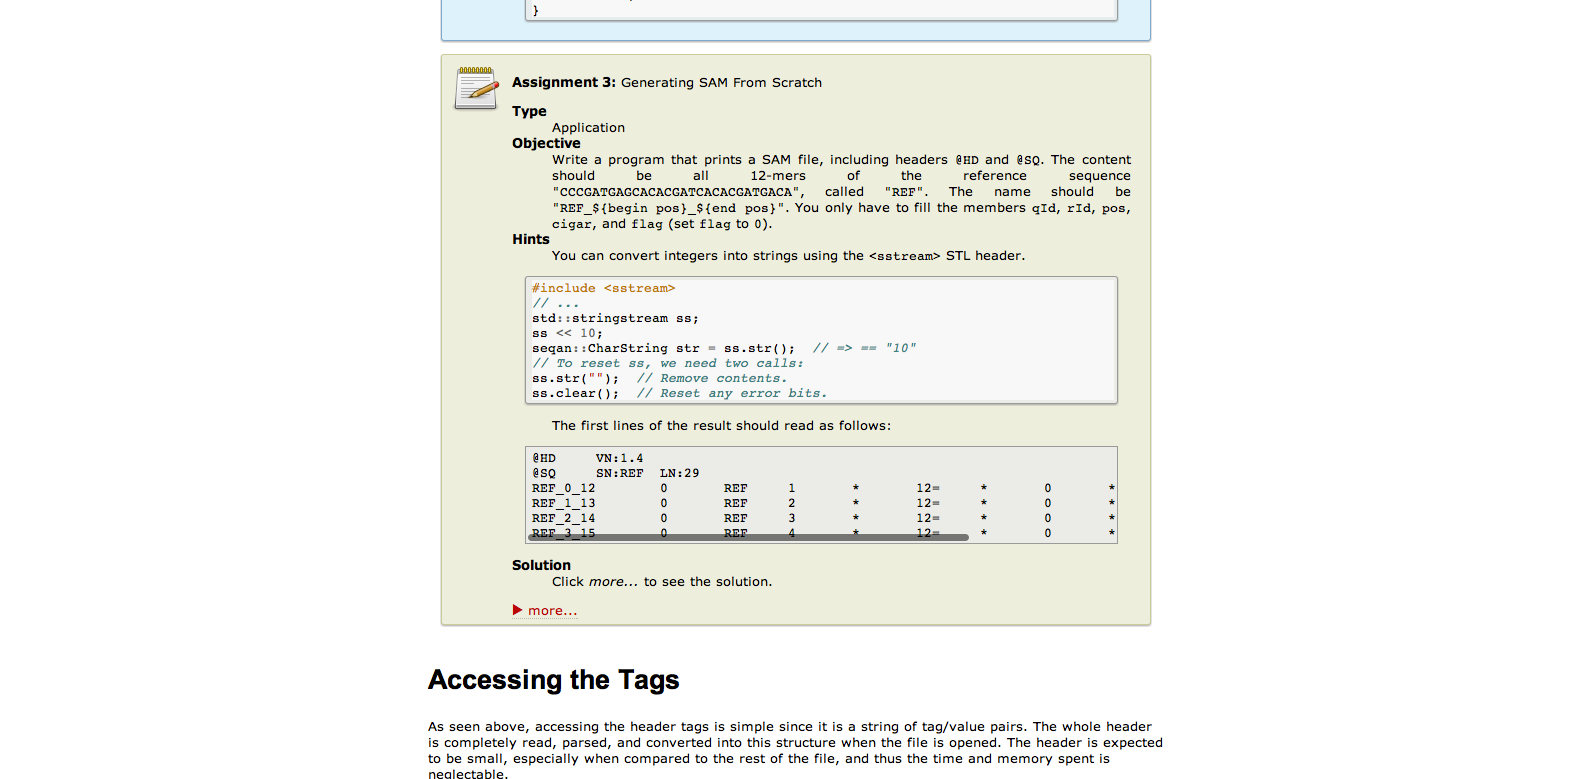 }
Assignment 3: Generating SAM From Scratch
Type
Application
Objective
Write a program that prints a SAM file, including headers @HD and @SQ. The content
should be all 12-mers of the reference sequence
"CCCGATGAGCACACGATCACACGATGACA", called "REF". The name should be
"REF_${begin pos}_${end pos}". You only have to fill the members qId, rId, pos,
cigar, and flag (set flag to 0).
Hints
You can convert integers into strings using the <sstream> STL header.
#include <sstream>
// ...
std::stringstream ss;
ss << 10;
seqan::CharString str = ss.str();  // => == "10"
// To reset ss, we need two calls:
ss.str("");  // Remove contents.
ss.clear();  // Reset any error bits.
The first lines of the result should read as follows:
@HD     VN:1.4
@SQ     SN:REF  LN:29
REF_0_12        0       REF     1       *       12=     *       0       *
REF_1_13        0       REF     2       *       12=     *       0       *
REF_2_14        0       REF     3       *       12=     *       0       *
REF_3_15        0       REF     4       *       12=     *       0       *
Solution
Click more... to see the solution.
more...
Accessing the Tags
As seen above, accessing the header tags is simple since it is a string of tag/value pairs. The whole header
is completely read, parsed, and converted into this structure when the file is opened. The header is expected
to be small, especially when compared to the rest of the file, and thus the time and memory spent is
neglectable.